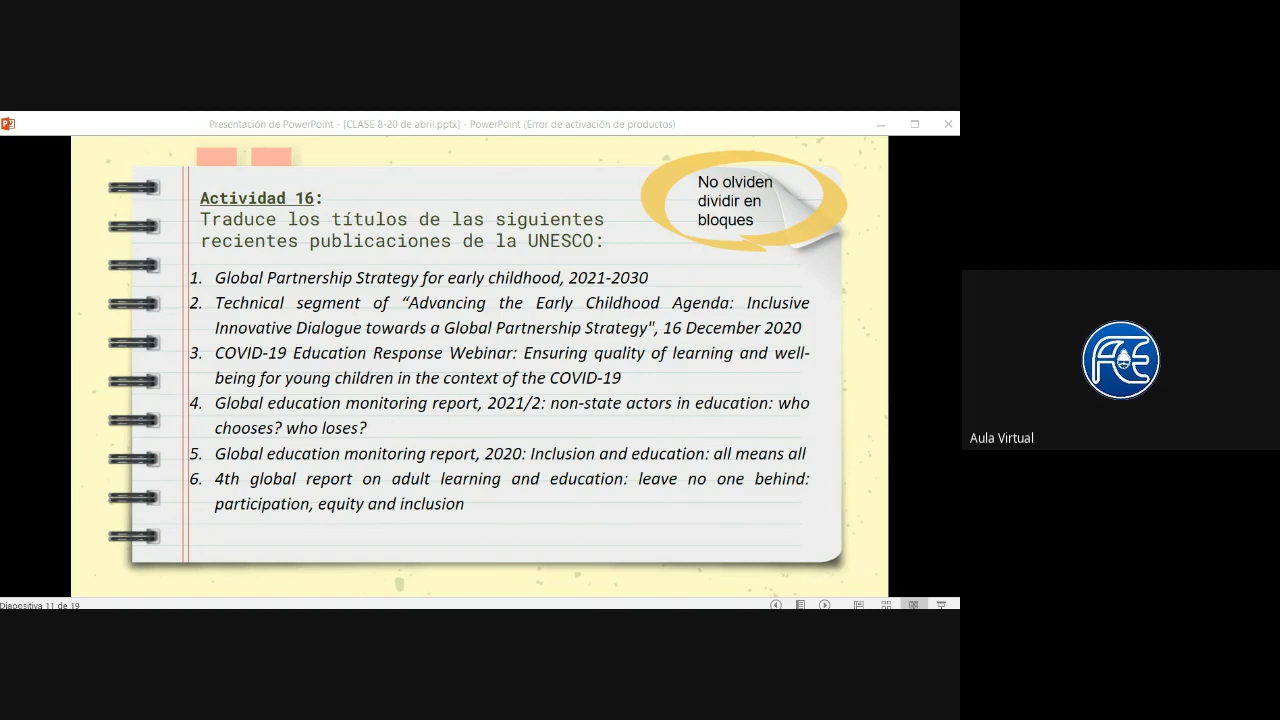 Presentación de PowerPoint - [CLASE 8-20 de abril.pptx] - PowerPoint (Error de activación de productos)
No olviden
dividir en
bloques
Actividad 16:
Traduce los títulos de las siguientes
recientes publicaciones de la UNESCO:
1. Global Partnership Strategy for early childhood, 2021-2030
2. Technical segment of “Advancing the Early Childhood Agenda: Inclusive
Innovative Dialogue towards a Global Partnership Strategy", 16 December 2020
3. COVID-19 Education Response Webinar: Ensuring quality of learning and well-
being for young children in the context of the COVID-19
4. Global education monitoring report, 2021/2: non-state actors in education: who
chooses? who loses?
5. Global education monitoring report, 2020: Inclusion and education: all means all
6. 4th global report on adult learning and education: leave no one behind:
participation, equity and inclusion
Aula Virtual
Diapositiva 11 de 19